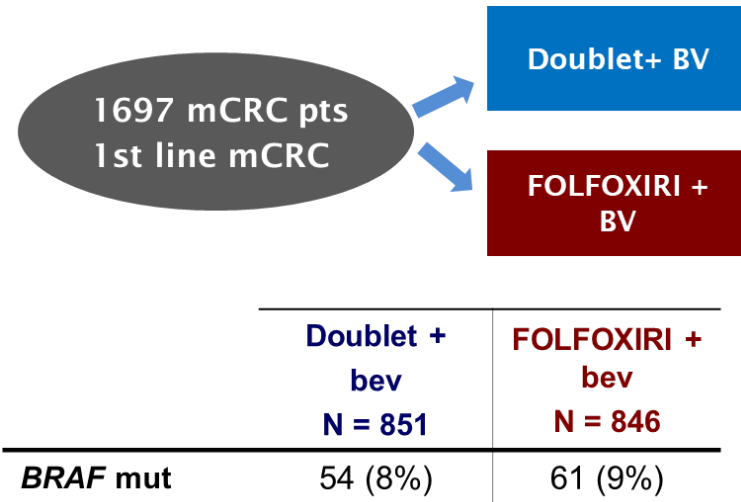 1697 mCRC pts
1st line mCRC
Doublet+ BV
FOLFOXIRI +
BV
Doublet +
bev
N = 851
FOLFOXIRI +
bev
N = 846
BRAF mut 54 (8%) 61 (9%)